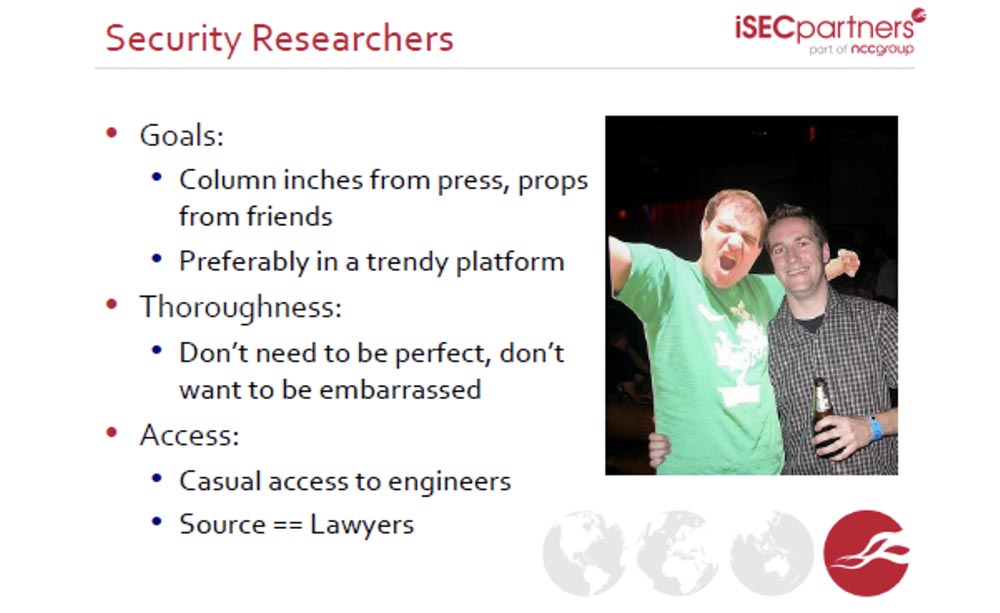 Security Researchers
iSECpartners
part of nccgroup
• Goals:
• Column inches from press, props
from friends
• Preferably in a trendy platform
• Thoroughness:
• Don’t need to be perfect, don’t
want to be embarrassed
• Access:
• Casual access to engineers
• Source == Lawyers